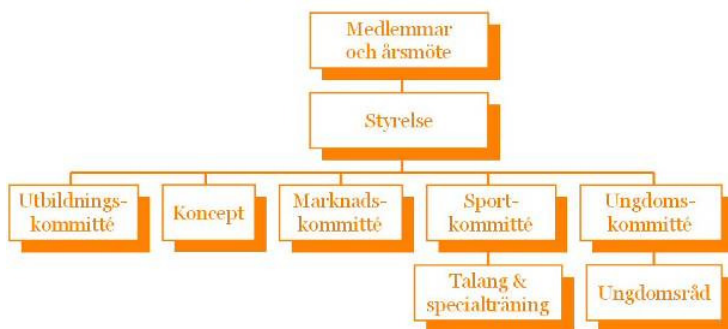 Medlemmar
och årsmöte
Styrelse
Utbildnings-
kommitté
Koncept
Marknads-
kommitté
Sport-
kommitté
Ungdoms-
kommitté
Talang &
specialträning
Ungdomsråd